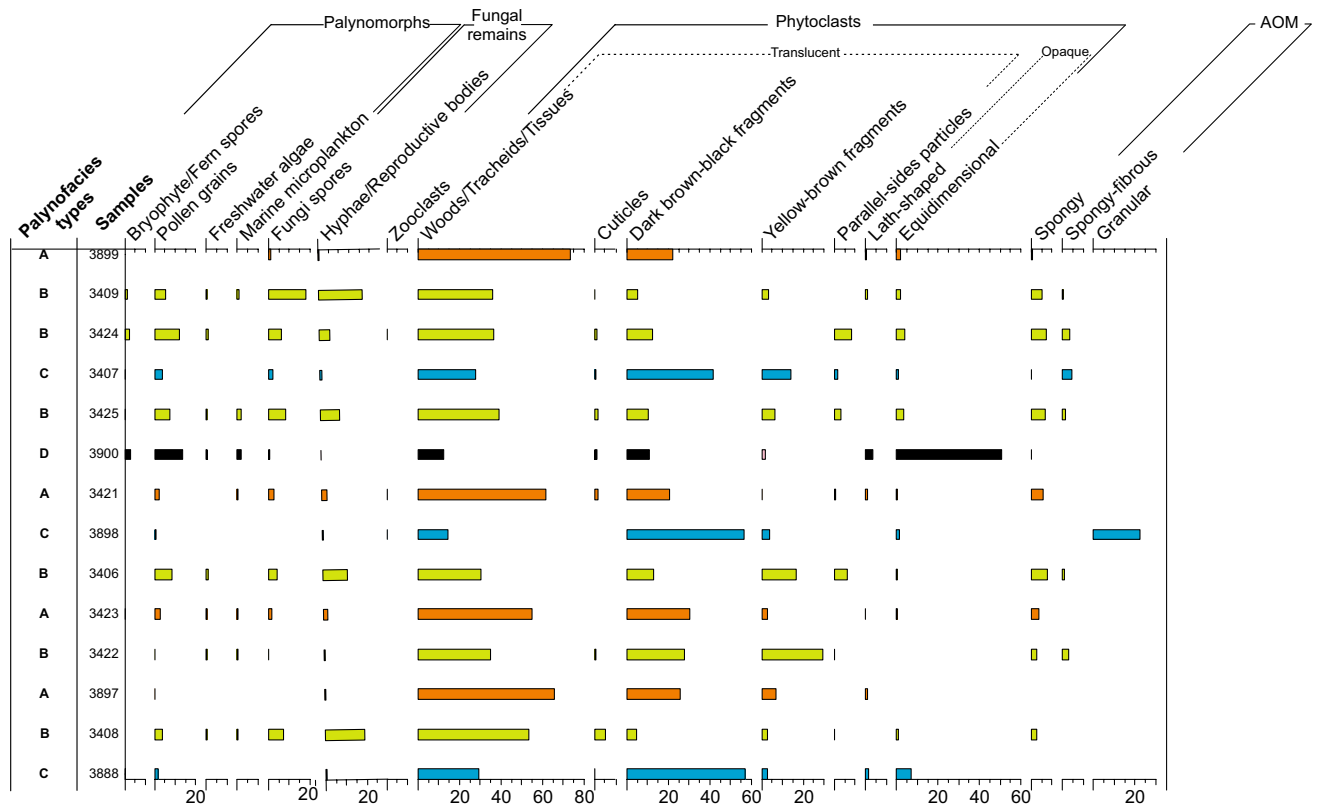 Palynomorphs
Fungal
remains
Phytoclasts
AOM
Translucent
Opaque
Palynofacies
types
Samples
Bryophyte/Fern spores
Pollen grains
Freshwater algae
Marine microplankton
Fungi spores
Hyphae/Reproductive bodies
Zooclasts
Woods/Tracheids/Tissues
Cuticles
Dark brown-black fragments
Yellow-brown fragments
Parallel-sides particles
Lath-shaped
Equidimensional
Spongy
Spongy-fibrous
Granular
A 3899
B 3409
B 3424
C 3407
B 3425
D 3900
A 3421
C 3898
B 3406
A 3423
B 3422
A 3897
B 3408
C 3888
20 20 20 20 40 60 80 20 40 60 20 20 40 60 20